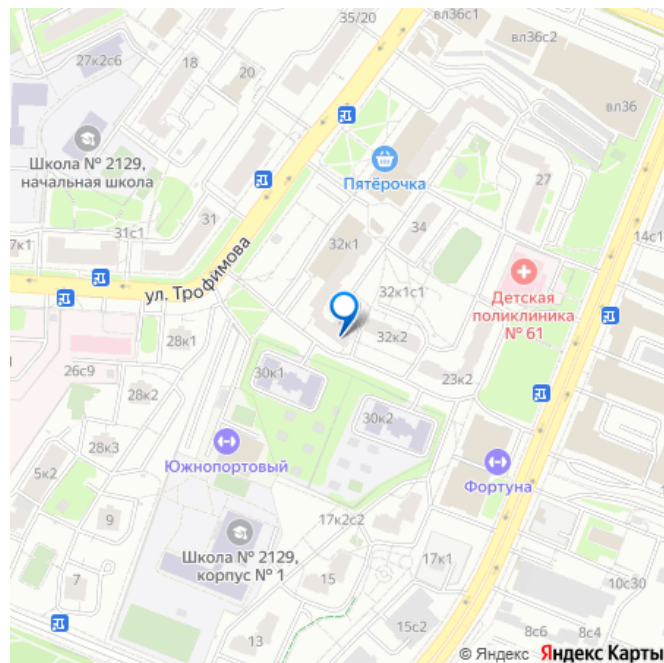 35/20
вл36с1
вл36с2
27к2с6
18
20
вл36
Школа № 2129,
начальная школа
Пятёрочка
27
31
34
31с1
14с1
7к1
32к1
ул. Трофимова
32к1с1
Детская
поликлиника
№ 61
28к1
32к2
26с9
30к1
23к2
28к2
30к2
28к3
Южнопортовый
5к2
Фортуна
9
17к2с2
Школа № 2129,
корпус № 1
17к1
7
15
10с30
15с2
13
8с6
8с4
© Яндекс Яндекс Карты